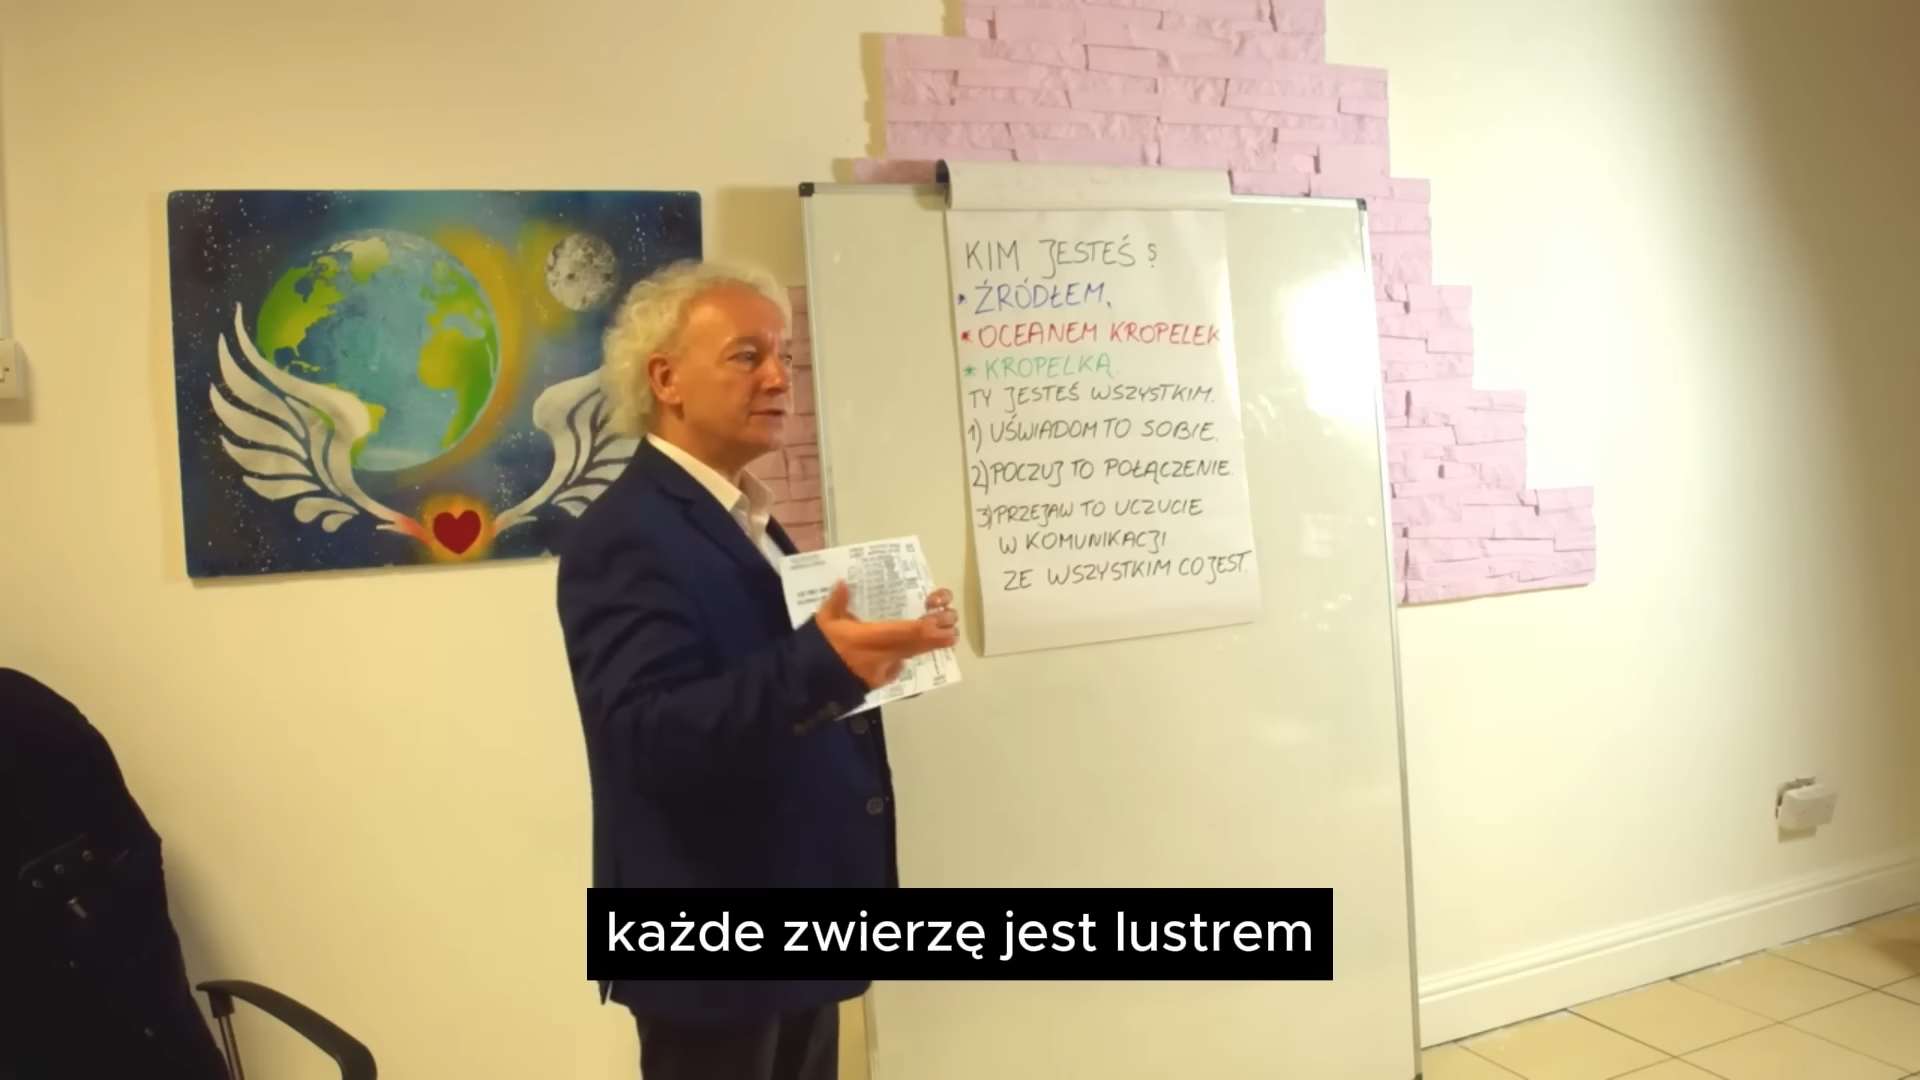 KIM JESTEŚ ?
* ŹRÓDŁEM,
* OCEANEM KROPELEK
* KROPELKĄ.
TY JESTEŚ WSZYSTKIM.
1) UŚWIADOM TO SOBIE.
2) POCZUJ TO POŁĄCZENIE.
3) PRZEJAW TO UCZUCIE
W KOMUNIKACJI
ZE WSZYSTKIM CO JEST.
każde zwierzę jest lustrem